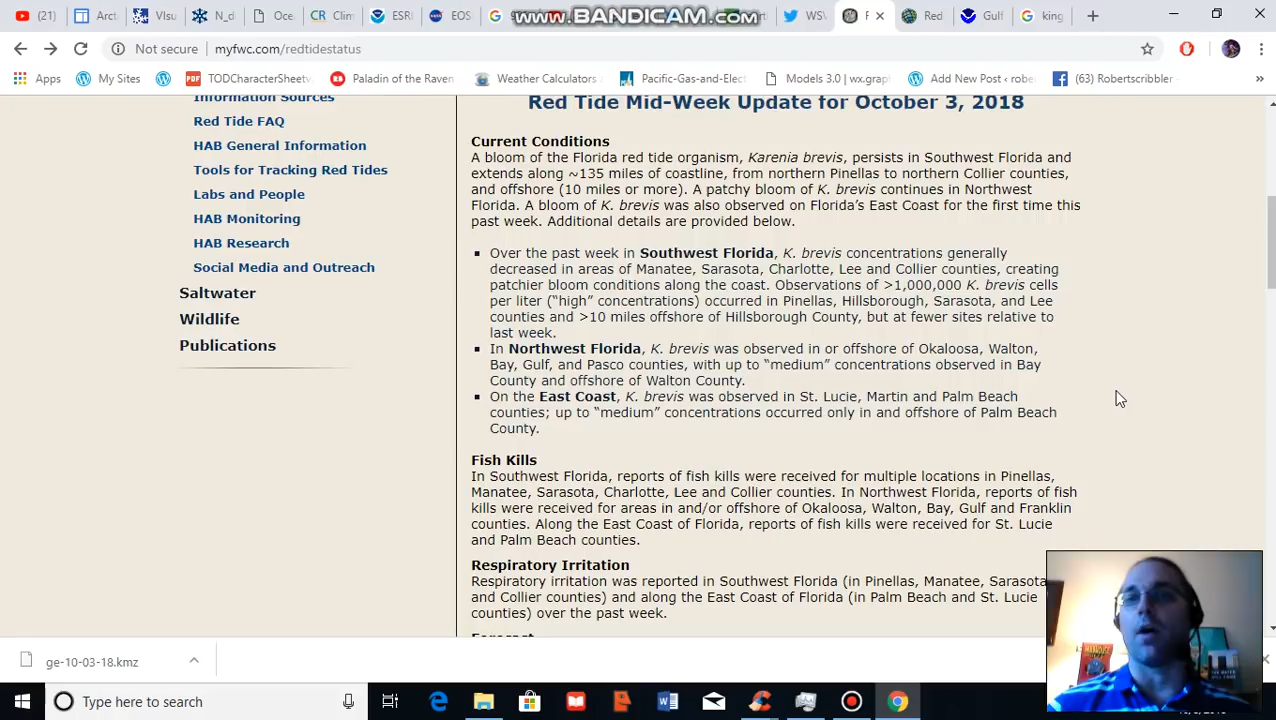 (21)
Arct
Visu
N_d
Oce
Clim
ESRI
EOS
www.BANDICAM.com
WSV
F
Red
Gulf
king
Not secure
myfwc.com/redtidestatus
Apps
My Sites
TODCharacterSheetv
Paladin of the Raven
Weather Calculators
Pacific-Gas-and-Elect
Models 3.0 | wx.grap
Add New Post ‹ robe
(63) Robertscribbler
»
Information Sources
Red Tide FAQ
HAB General Information
Tools for Tracking Red Tides
Labs and People
HAB Monitoring
HAB Research
Social Media and Outreach
Saltwater
Wildlife
Publications
Red Tide Mid-Week Update for October 3, 2018
Current Conditions
A bloom of the Florida red tide organism, Karenia brevis, persists in Southwest Florida and
extends along ~135 miles of coastline, from northern Pinellas to northern Collier counties,
and offshore (10 miles or more). A patchy bloom of K. brevis continues in Northwest
Florida. A bloom of K. brevis was also observed on Florida's East Coast for the first time this
past week. Additional details are provided below.
Over the past week in Southwest Florida, K. brevis concentrations generally
decreased in areas of Manatee, Sarasota, Charlotte, Lee and Collier counties, creating
patchier bloom conditions along the coast. Observations of >1,000,000 K. brevis cells
per liter ("high" concentrations) occurred in Pinellas, Hillsborough, Sarasota, and Lee
counties and >10 miles offshore of Hillsborough County, but at fewer sites relative to
last week.
In Northwest Florida, K. brevis was observed in or offshore of Okaloosa, Walton,
Bay, Gulf, and Pasco counties, with up to "medium" concentrations observed in Bay
County and offshore of Walton County.
On the East Coast, K. brevis was observed in St. Lucie, Martin and Palm Beach
counties; up to "medium" concentrations occurred only in and offshore of Palm Beach
County.
Fish Kills
In Southwest Florida, reports of fish kills were received for multiple locations in Pinellas,
Manatee, Sarasota, Charlotte, Lee and Collier counties. In Northwest Florida, reports of fish
kills were received for areas in and/or offshore of Okaloosa, Walton, Bay, Gulf and Franklin
counties. Along the East Coast of Florida, reports of fish kills were received for St. Lucie
and Palm Beach counties.
Respiratory Irritation
Respiratory irritation was reported in Southwest Florida (in Pinellas, Manatee, Sarasota
and Collier counties) and along the East Coast of Florida (in Palm Beach and St. Lucie
counties) over the past week.
Forecast
ge-10-03-18.kmz
Type here to search